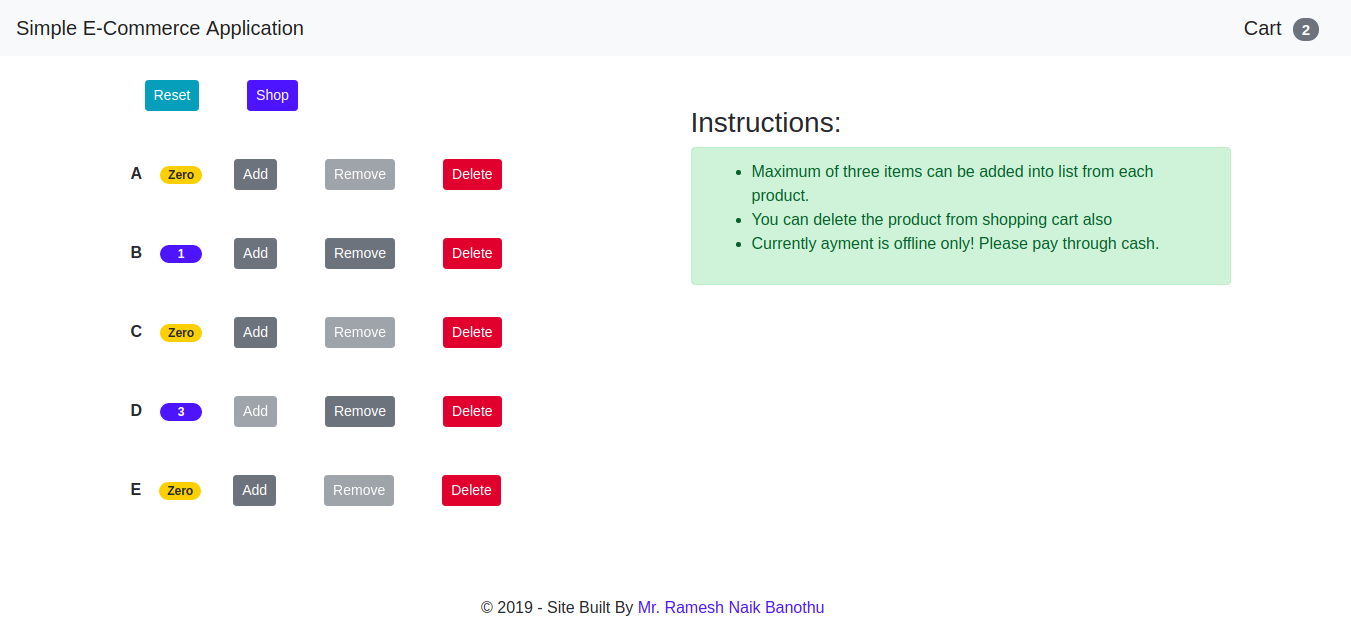 Simple E-Commerce Application Cart 2
Reset Shop
Instructions:
Maximum of three items can be added into list from each
product.
You can delete the product from shopping cart also
Currently ayment is offline only! Please pay through cash.
A Zero Add Remove Delete
B 1 Add Remove Delete
C Zero Add Remove Delete
D 3 Add Remove Delete
E Zero Add Remove Delete
© 2019 - Site Built By Mr. Ramesh Naik Banothu